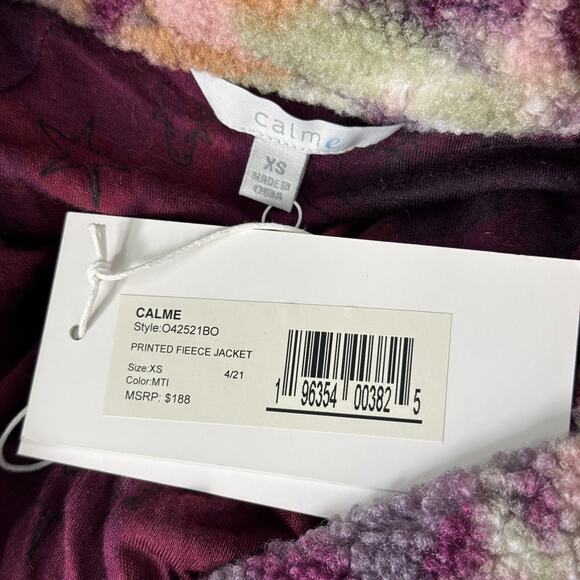 calme
XS
MADE IN
CHINA
CALME
Style:O42521BO
PRINTED FIEECE JACKET
Size:XS 4/21
Color:MTI
MSRP: $188
1 96354 00382 5